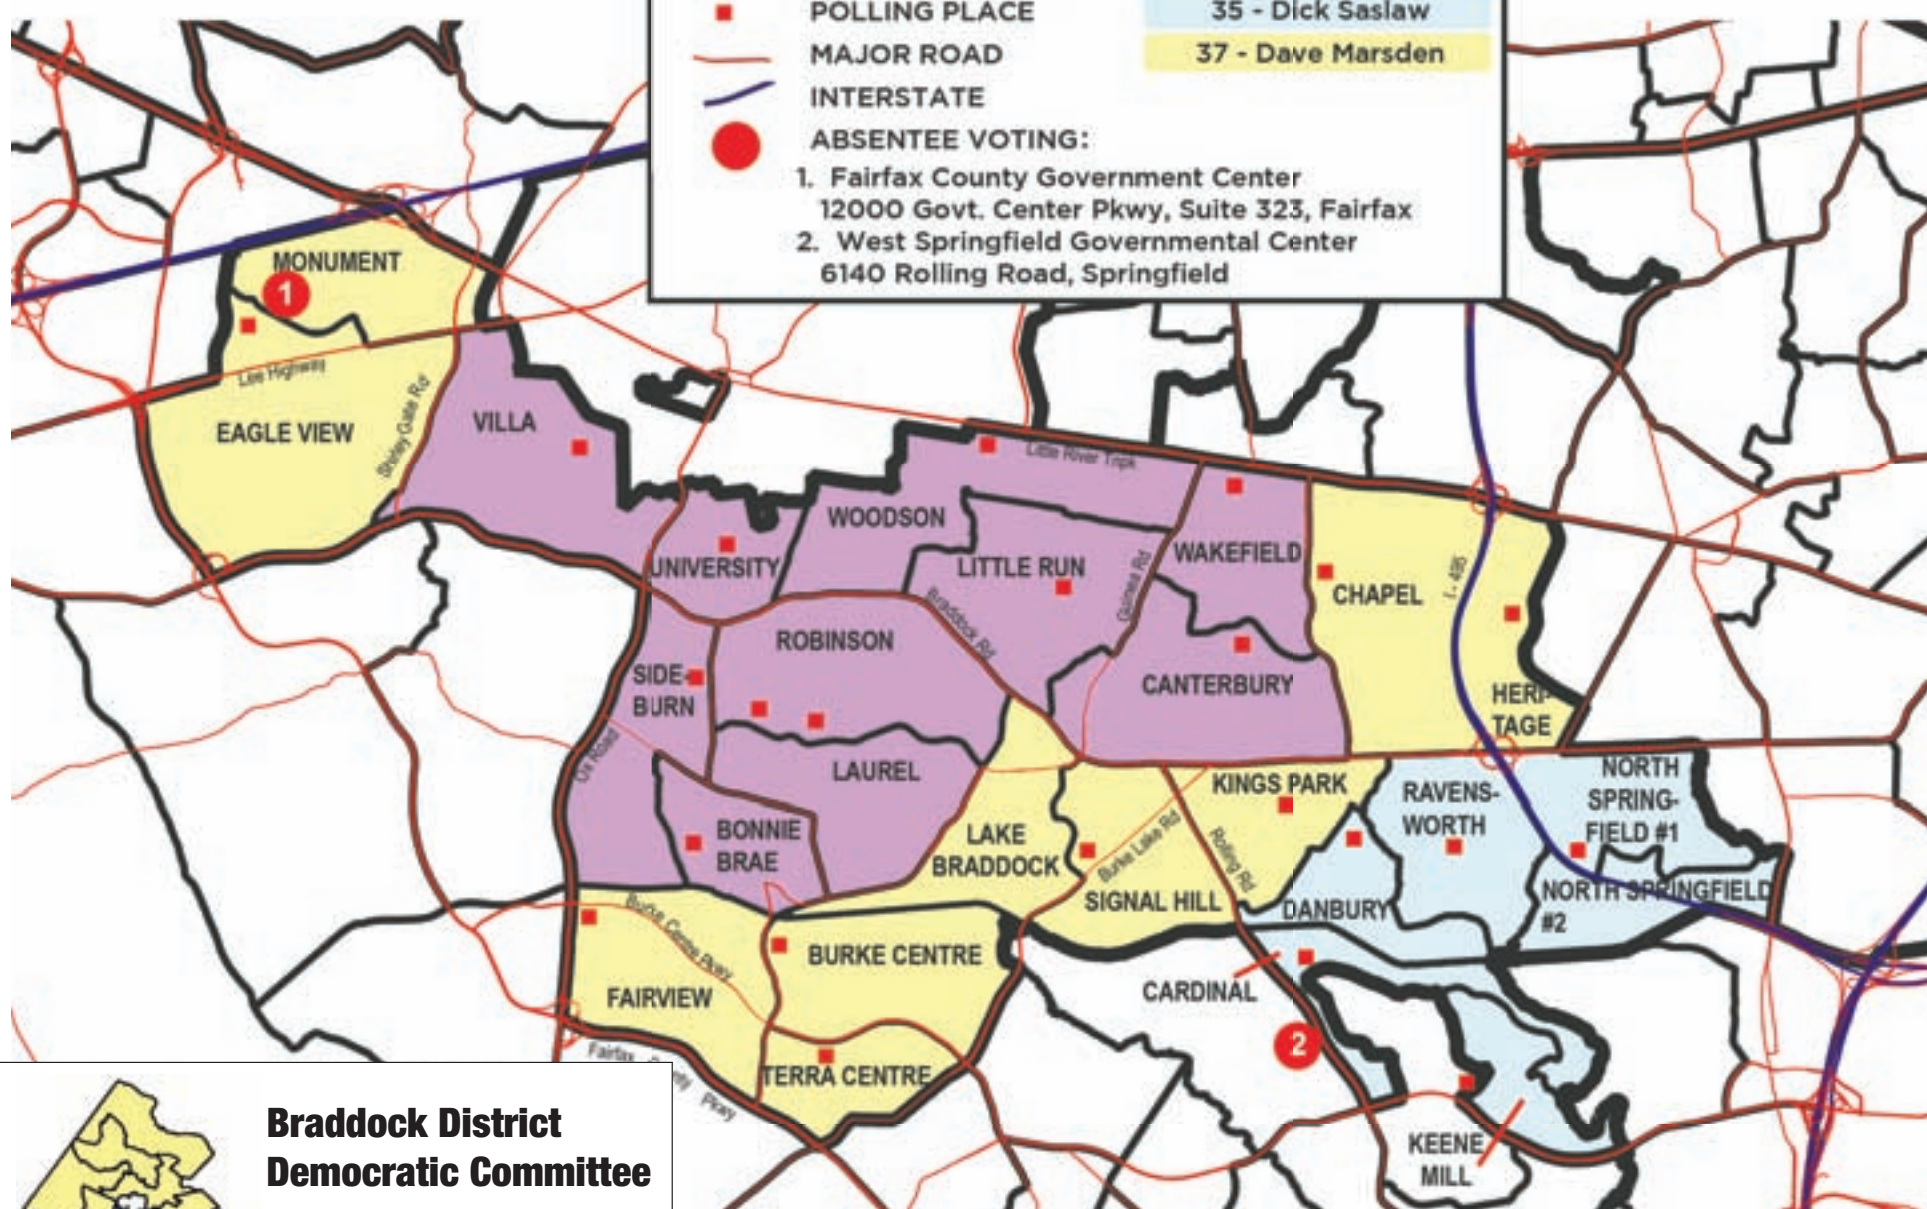 POLLING PLACE
35 - Dick Saslaw
MAJOR ROAD
37 - Dave Marsden
INTERSTATE
ABSENTEE VOTING:
1. Fairfax County Government Center
12000 Govt. Center Pkwy, Suite 323, Fairfax
2. West Springfield Governmental Center
6140 Rolling Road, Springfield
MONUMENT
1
Lee Highway
EAGLE VIEW
Shirley Gate Rd
VILLA
Little River Tnpk
WOODSON
UNIVERSITY
LITTLE RUN
Guinea Rd
WAKEFIELD
I - 495
CHAPEL
Braddock Rd
ROBINSON
SIDE-
BURN
CANTERBURY
HERI-
TAGE
Ox Road
LAUREL
KINGS PARK
RAVENS-
WORTH
NORTH
SPRING-
FIELD #1
BONNIE
BRAE
LAKE
BRADDOCK
Burke Lake Rd
Rolling Rd
SIGNAL HILL
DANBURY
NORTH SPRINGFIELD
#2
Burke Centre Pkwy
BURKE CENTRE
FAIRVIEW
CARDINAL
2
Fairfax
Pkwy
TERRA CENTRE
KEENE
MILL
Braddock District
Democratic Committee